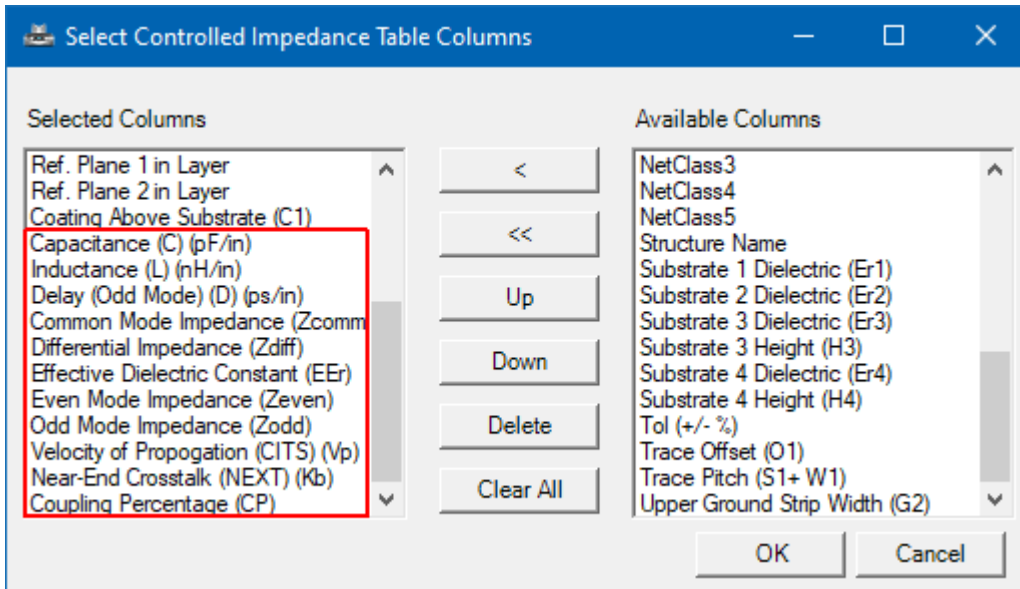 Select Controlled Impedance Table Columns
Selected Columns
Ref. Plane 1 in Layer
Ref. Plane 2 in Layer
Coating Above Substrate (C1)
Capacitance (C) (pF/in)
Inductance (L) (nH/in)
Delay (Odd Mode) (D) (ps/in)
Common Mode Impedance (Zcomm
Differential Impedance (Zdiff)
Effective Dielectric Constant (EEr)
Even Mode Impedance (Zeven)
Odd Mode Impedance (Zodd)
Velocity of Propogation (CITS) (Vp)
Near-End Crosstalk (NEXT) (Kb)
Coupling Percentage (CP)
<
<<
Up
Down
Delete
Clear All
Available Columns
NetClass3
NetClass4
NetClass5
Structure Name
Substrate 1 Dielectric (Er1)
Substrate 2 Dielectric (Er2)
Substrate 3 Dielectric (Er3)
Substrate 3 Height (H3)
Substrate 4 Dielectric (Er4)
Substrate 4 Height (H4)
Tol (+/- %)
Trace Offset (O1)
Trace Pitch (S1+ W1)
Upper Ground Strip Width (G2)
OK
Cancel